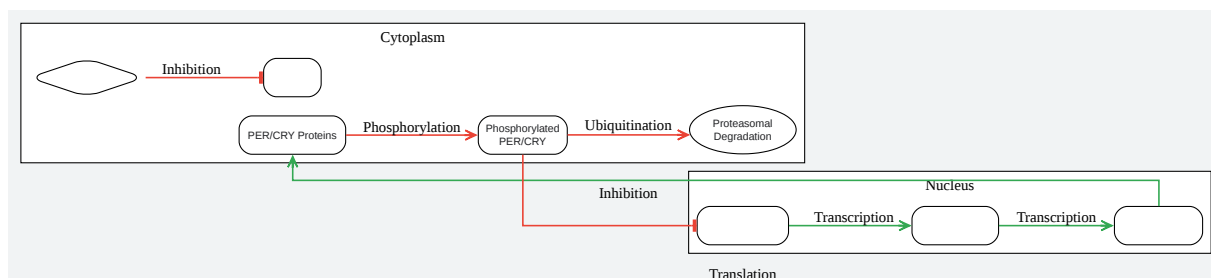 Cytoplasm
Inhibition
PER/CRY Proteins
Phosphorylation
Phosphorylated
PER/CRY
Ubiquitination
Proteasomal
Degradation
Inhibition
Nucleus
Transcription
Transcription
Translation